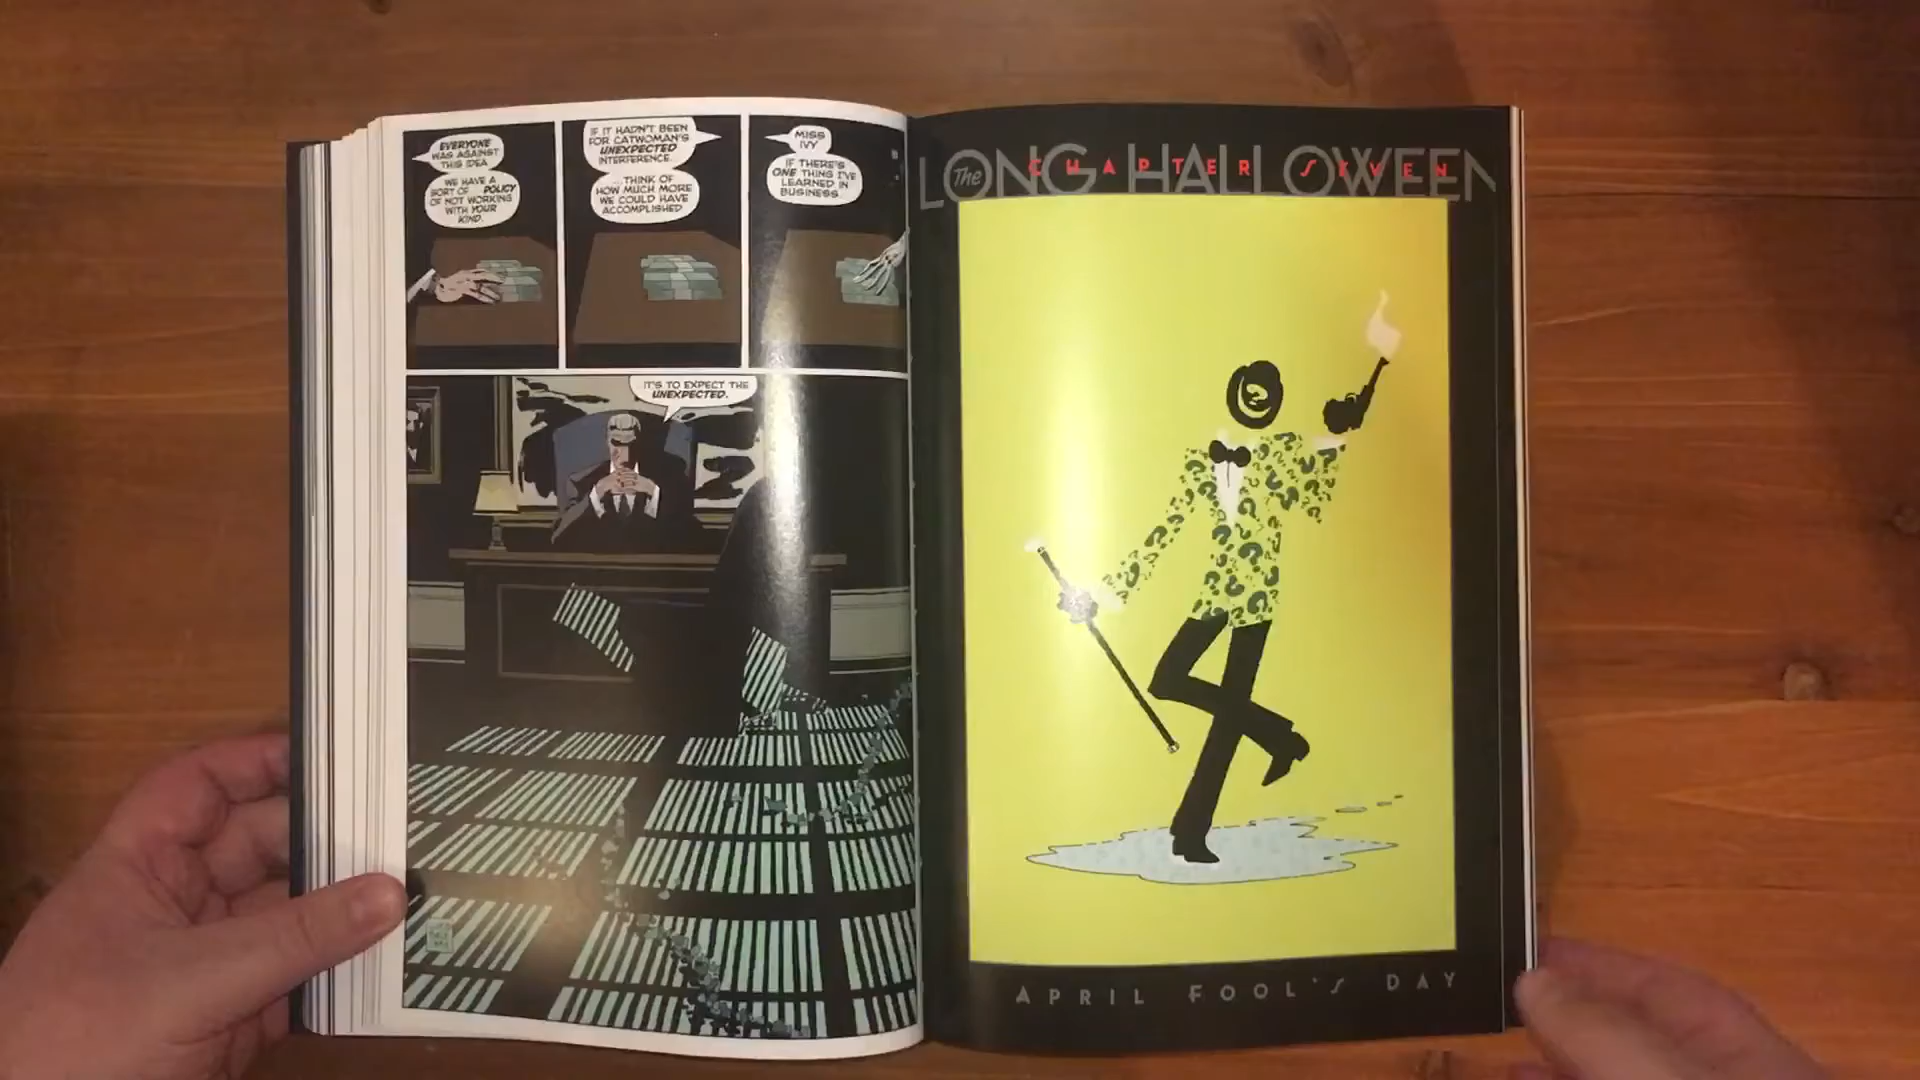 EVERYONE
WAS AGAINST
THIS IDEA
WE HAVE A
SORT OF POLICY
OF NOT WORKING
WITH YOUR
KIND.
IF IT HADN'T BEEN
FOR CATWOMAN'S
UNEXPECTED
INTERFERENCE.
...THINK OF
HOW MUCH MORE
WE COULD HAVE
ACCOMPLISHED
MISS
IVY
IF THERE'S
ONE THING I'VE
LEARNED IN
BUSINESS
IT'S TO EXPECT THE
UNEXPECTED.
The LONG HALLOWEEN
CHAPTER SEVEN
APRIL FOOL'S DAY